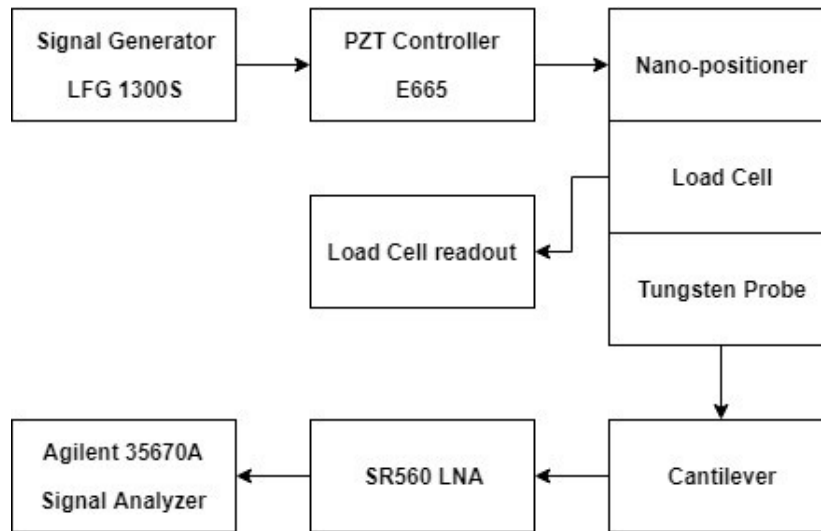 Signal Generator
LFG 1300S
PZT Controller
E665
Nano-positioner
Load Cell
Load Cell readout
Tungsten Probe
Agilent 35670A
Signal Analyzer
SR560 LNA
Cantilever